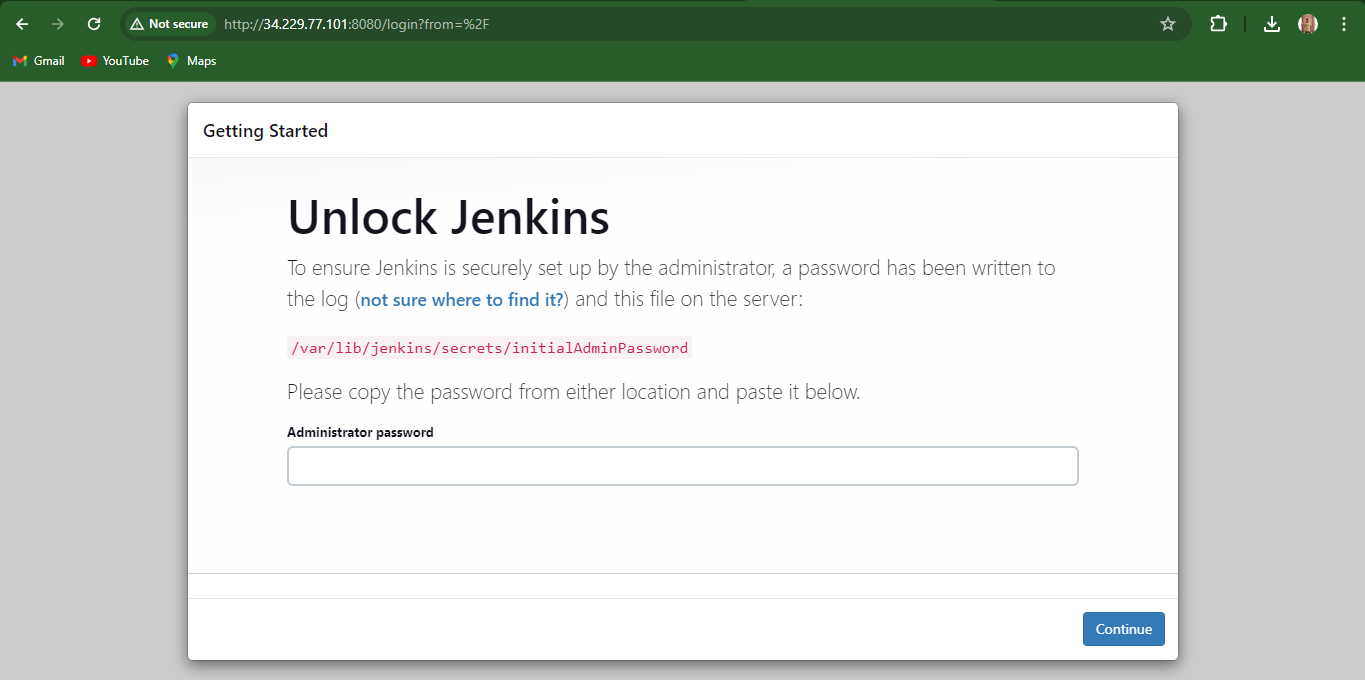 Not secure http://34.229.77.101:8080/login?from=%2F
Gmail YouTube Maps
Getting Started
Unlock Jenkins
To ensure Jenkins is securely set up by the administrator, a password has been written to
the log (not sure where to find it?) and this file on the server:
/var/lib/jenkins/secrets/initialAdminPassword
Please copy the password from either location and paste it below.
Administrator password
Continue